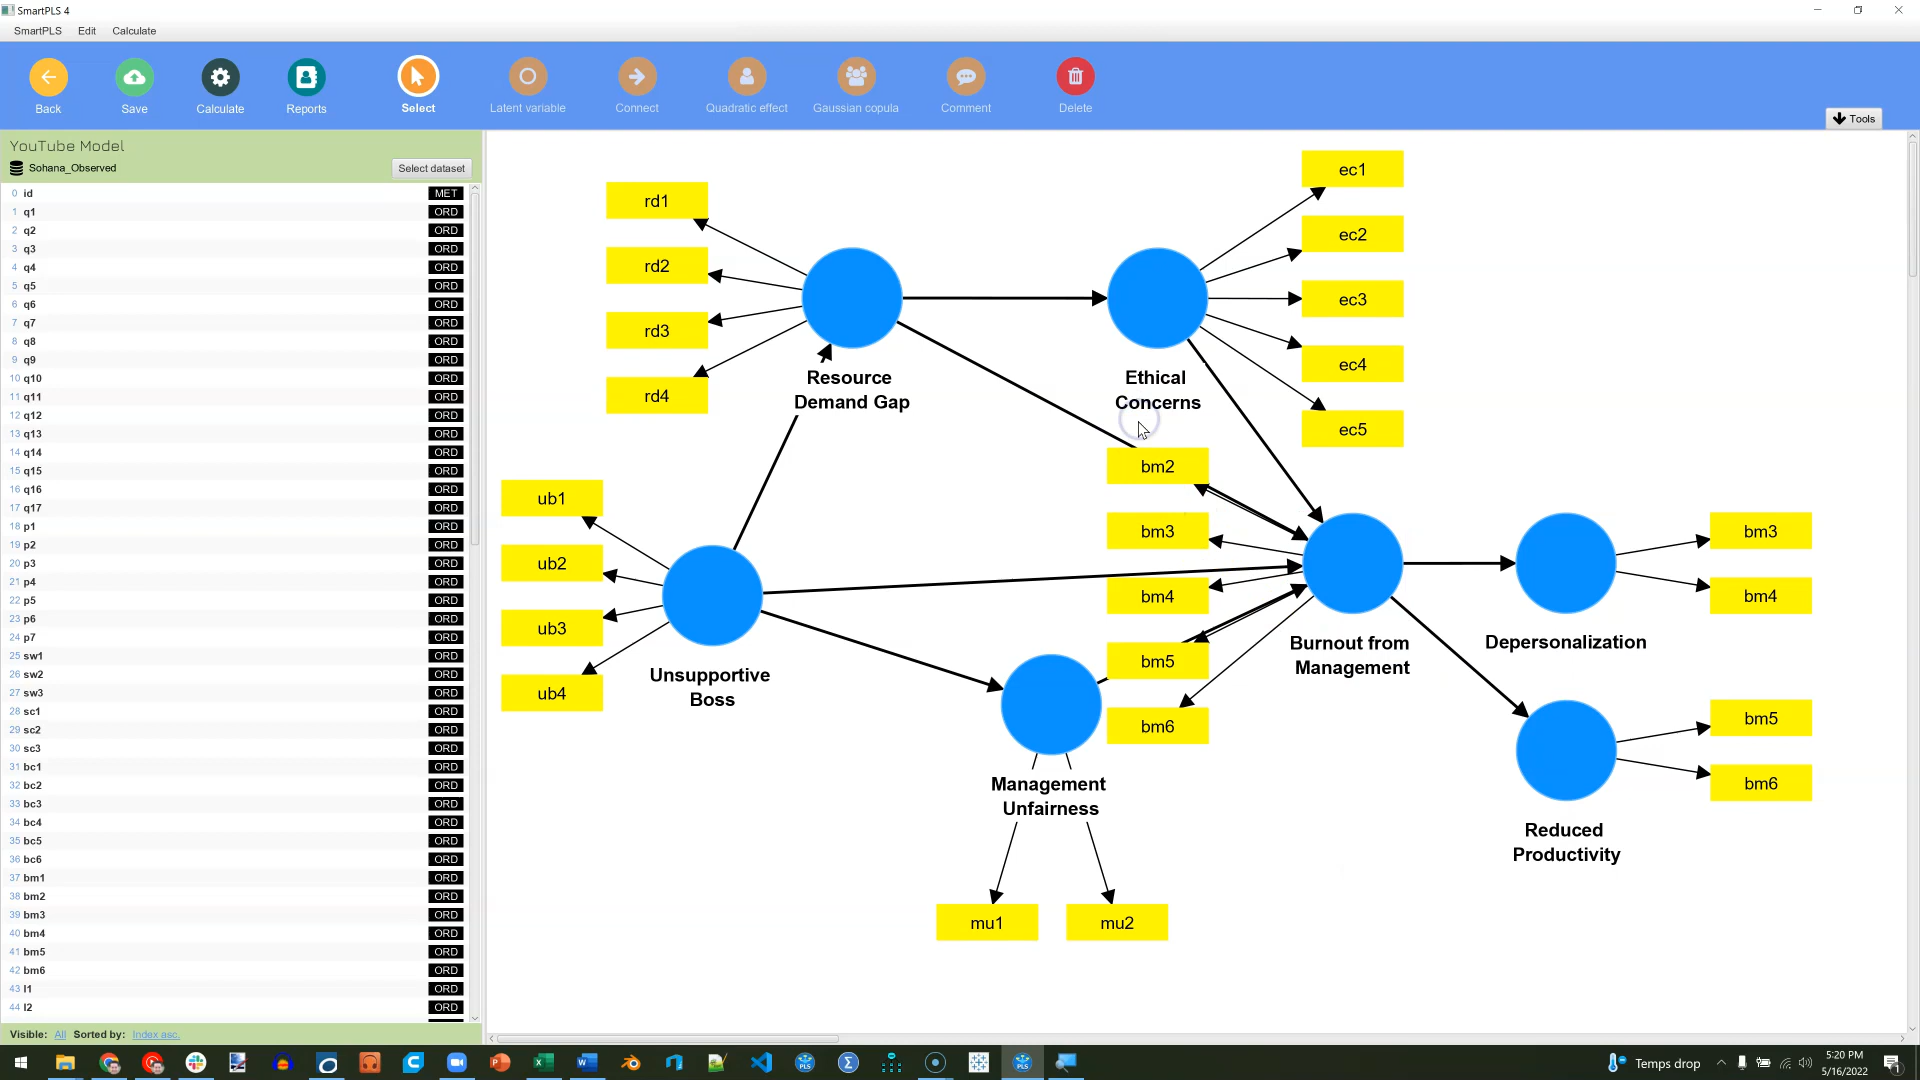 SmartPLS 4
SmartPLS Edit Calculate
Back Save Calculate Reports Select Latent variable Connect Quadratic effect Gaussian copula Comment Delete
Tools
YouTube Model
Sohana_Observed Select dataset
0 id MET
1 q1 ORD
2 q2 ORD
3 q3 ORD
4 q4 ORD
5 q5 ORD
6 q6 ORD
7 q7 ORD
8 q8 ORD
9 q9 ORD
10 q10 ORD
11 q11 ORD
12 q12 ORD
13 q13 ORD
14 q14 ORD
15 q15 ORD
16 q16 ORD
17 q17 ORD
18 p1 ORD
19 p2 ORD
20 p3 ORD
21 p4 ORD
22 p5 ORD
23 p6 ORD
24 p7 ORD
25 sw1 ORD
26 sw2 ORD
27 sw3 ORD
28 sc1 ORD
29 sc2 ORD
30 sc3 ORD
31 bc1 ORD
32 bc2 ORD
33 bc3 ORD
34 bc4 ORD
35 bc5 ORD
36 bc6 ORD
37 bm1 ORD
38 bm2 ORD
39 bm3 ORD
40 bm4 ORD
41 bm5 ORD
42 bm6 ORD
43 l1 ORD
44 l2 ORD
Visible: All Sorted by: Index asc.
rd1
rd2
rd3
rd4
Resource
Demand Gap
ec1
ec2
ec3
ec4
ec5
Ethical
Concerns
ub1
ub2
ub3
ub4
Unsupportive
Boss
bm2
bm3
bm4
bm5
bm6
Burnout from
Management
Management
Unfairness
mu1 mu2
bm3
bm4
Depersonalization
bm5
bm6
Reduced
Productivity
PLS
Σ
PLS
Temps drop
5:20 PM
5/16/2022
1